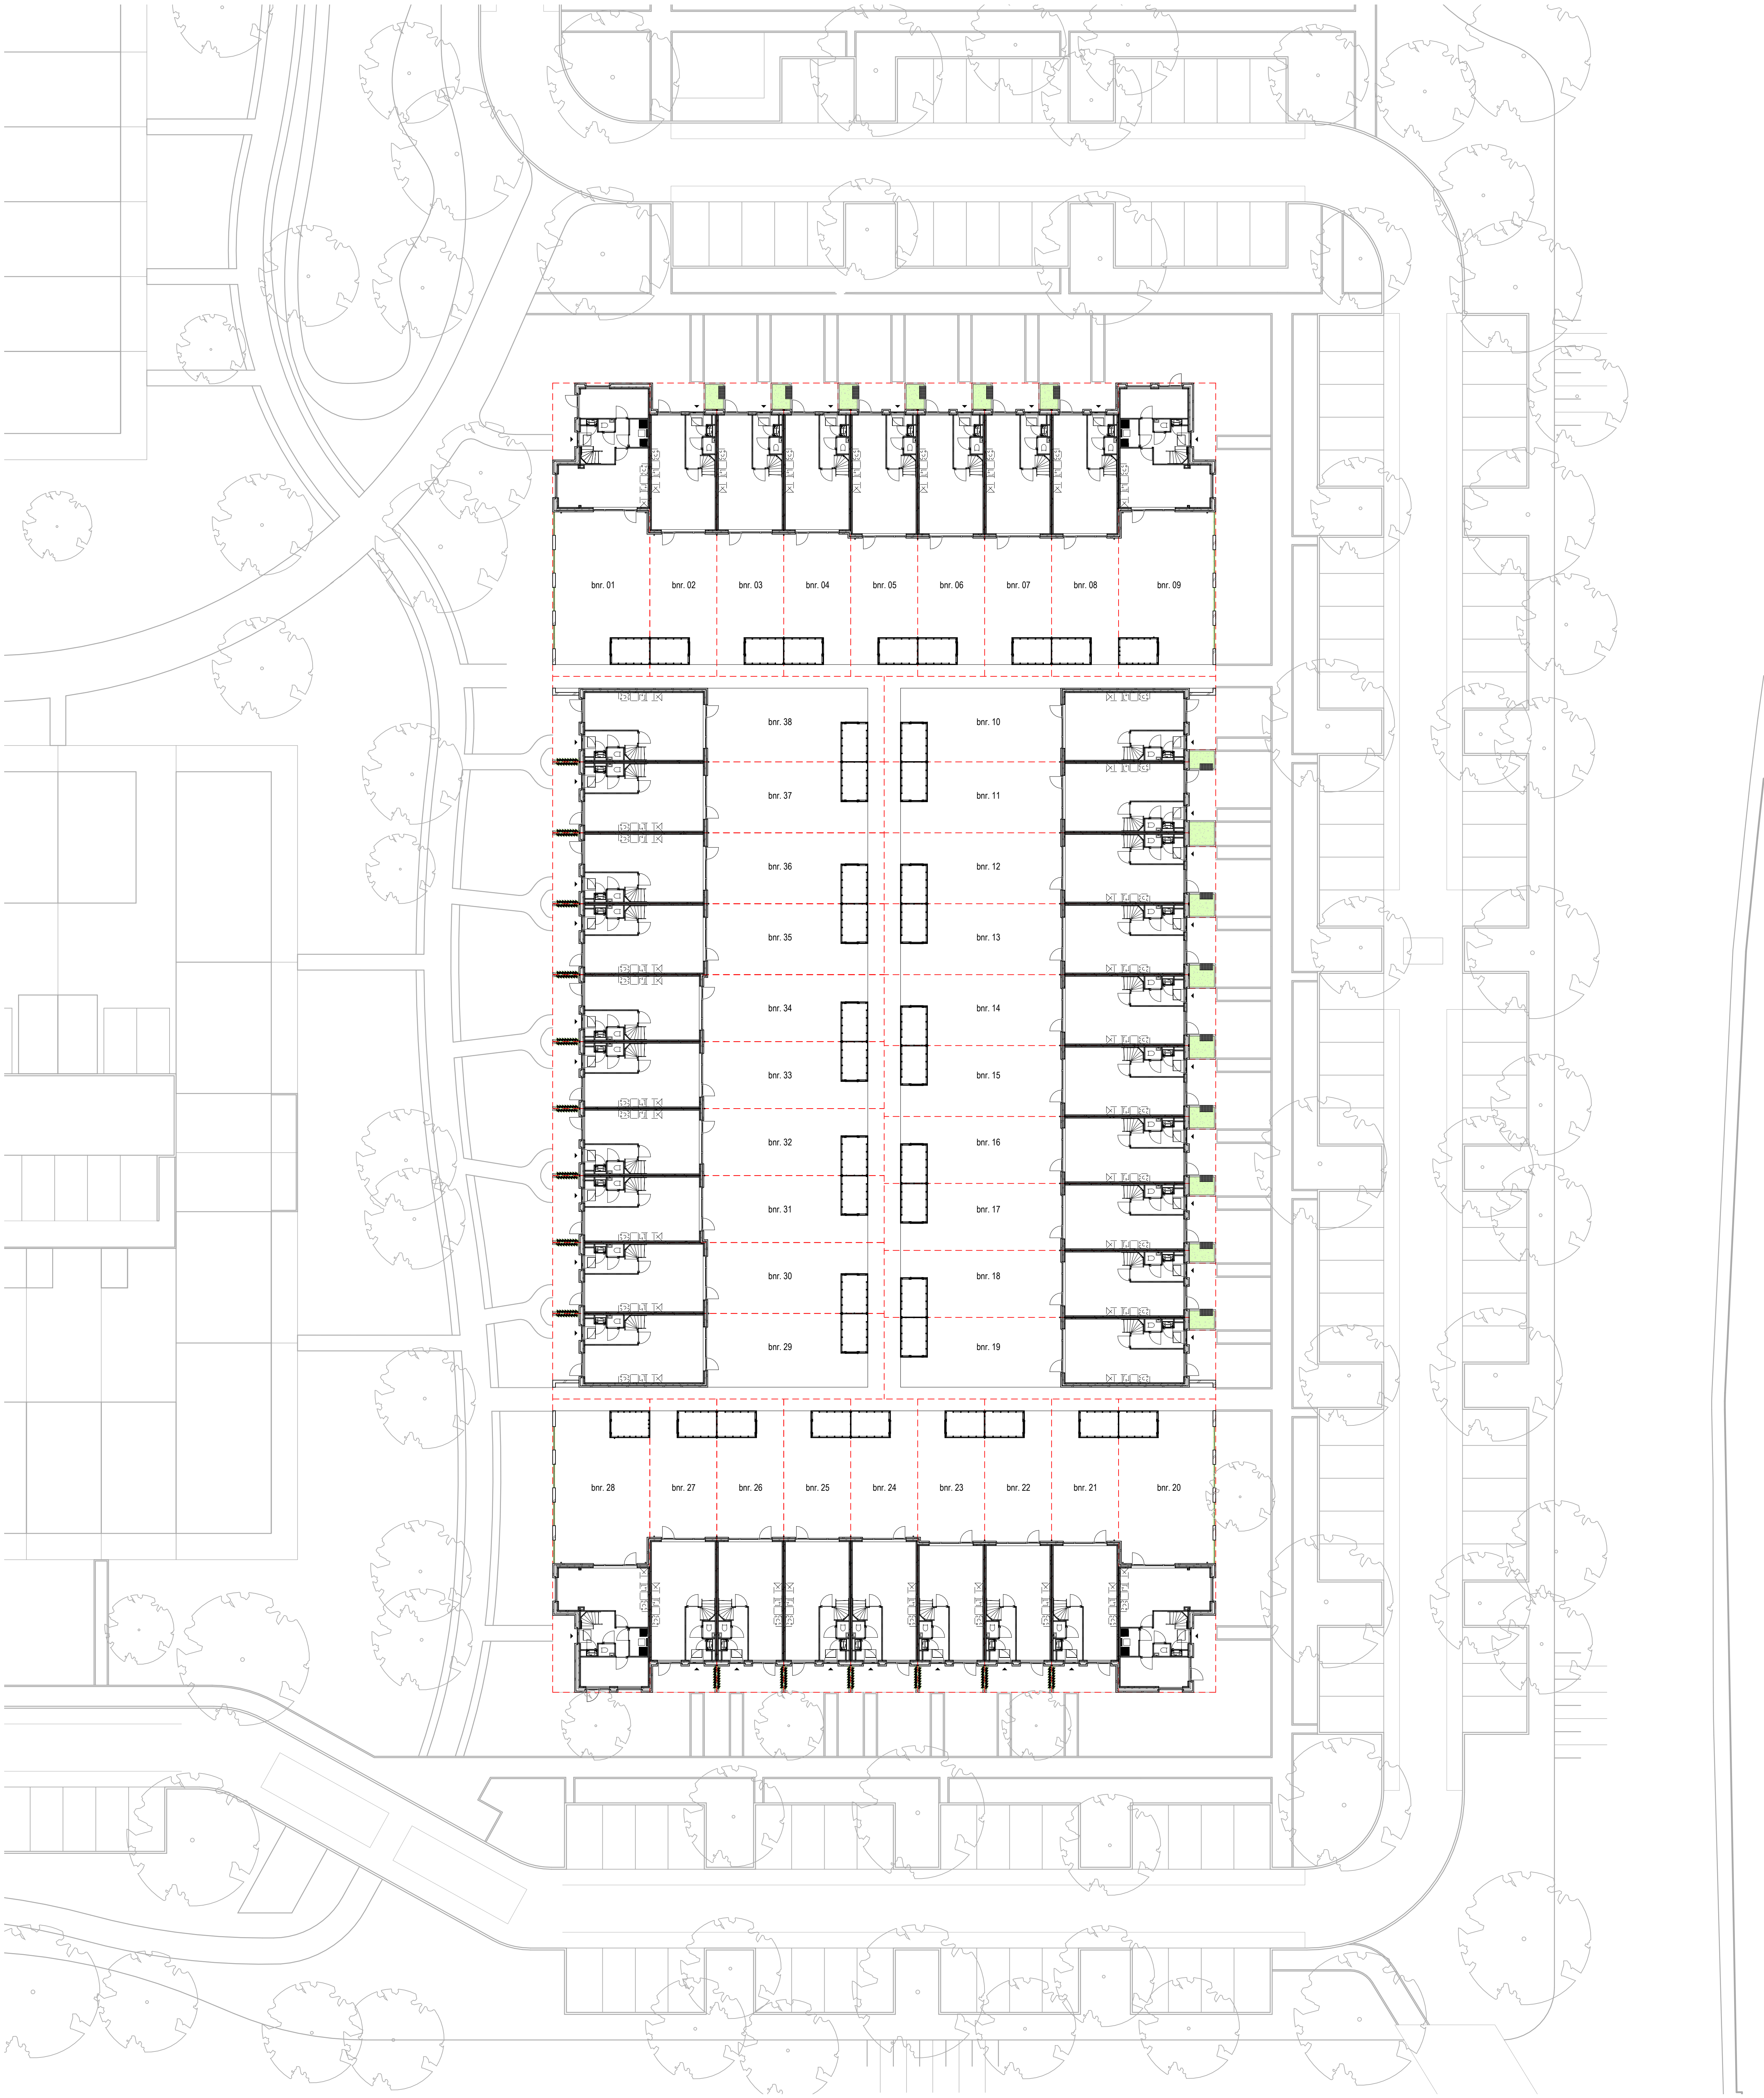 bnr. 01
bnr. 02
bnr. 03
bnr. 04
bnr. 05
bnr. 06
bnr. 07
bnr. 08
bnr. 09
bnr. 38
bnr. 10
bnr. 37
bnr. 11
bnr. 36
bnr. 12
bnr. 35
bnr. 13
bnr. 34
bnr. 14
bnr. 33
bnr. 15
bnr. 32
bnr. 16
bnr. 31
bnr. 17
bnr. 30
bnr. 18
bnr. 29
bnr. 19
bnr. 28
bnr. 27
bnr. 26
bnr. 25
bnr. 24
bnr. 23
bnr. 22
bnr. 21
bnr. 20